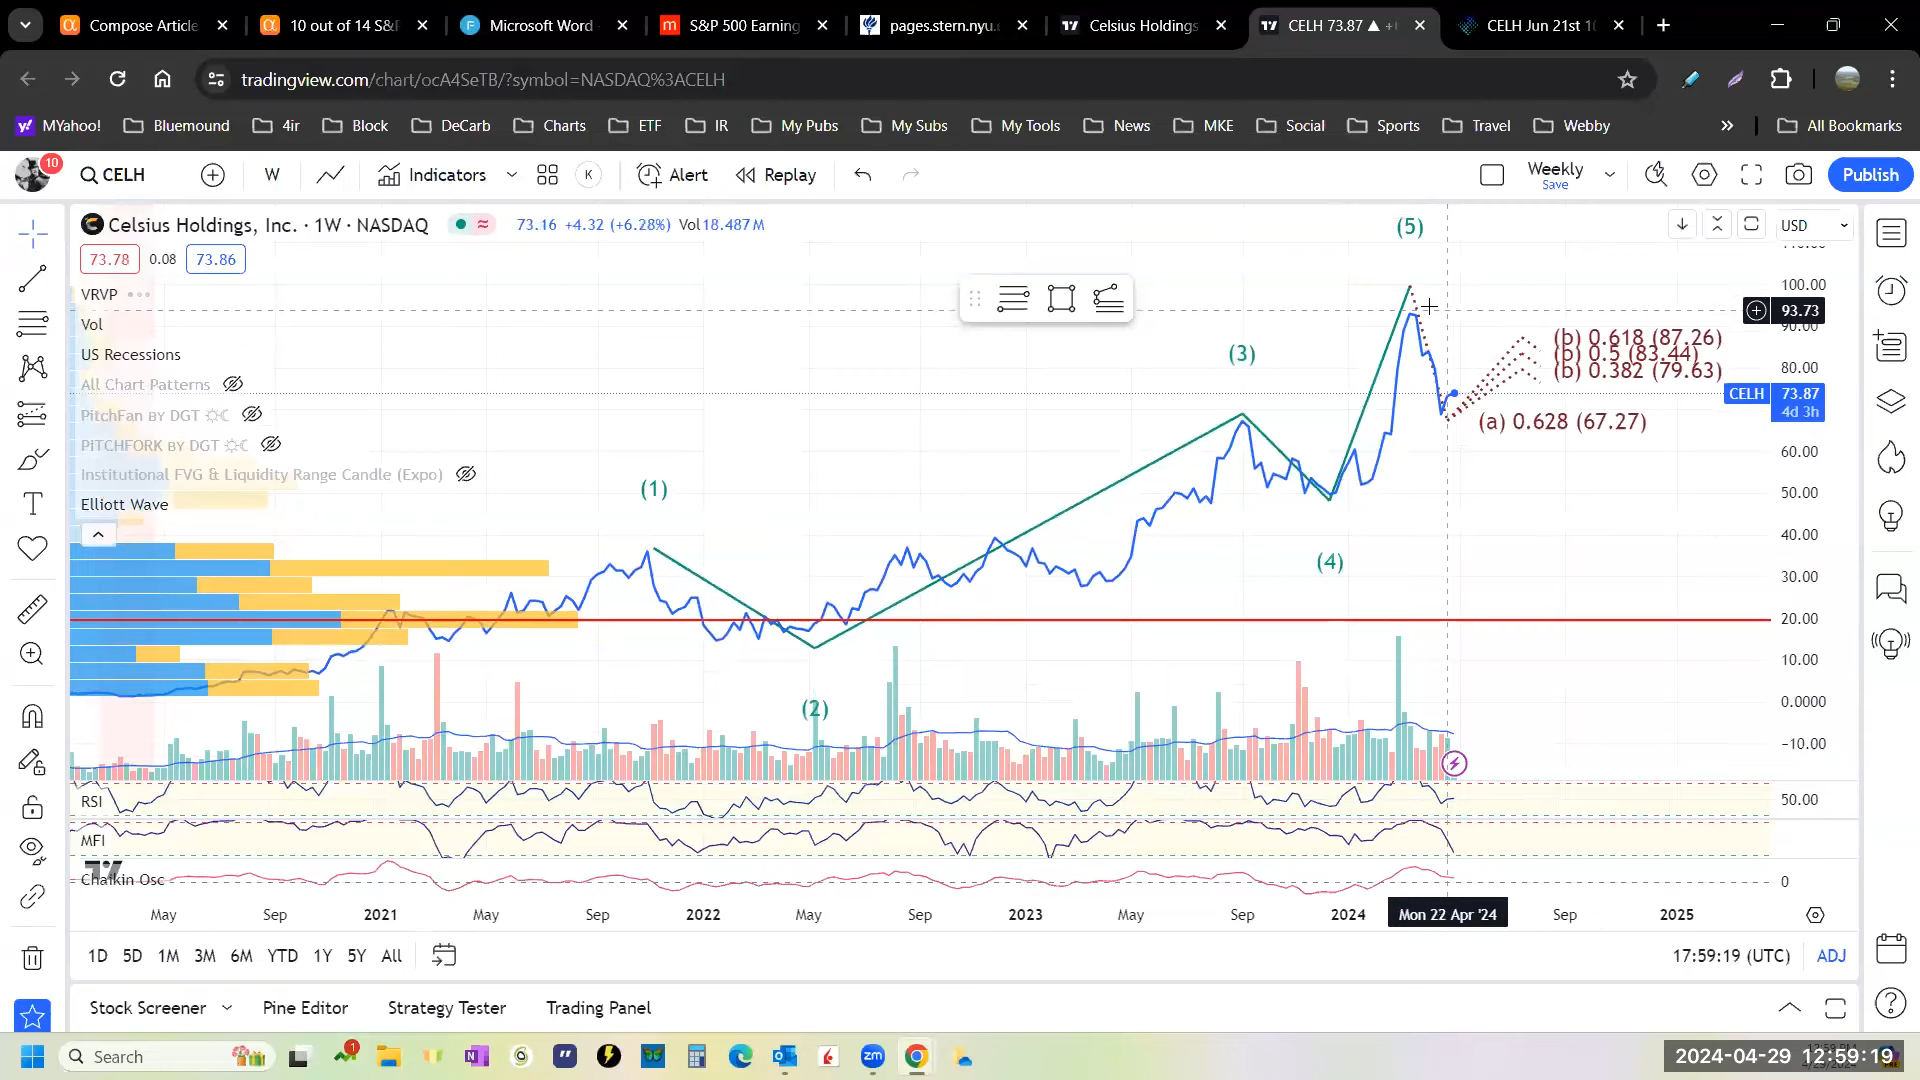 Compose Article
10 out of 14 S&P
Microsoft Word
S&P 500 Earning
pages.stern.nyu.
Celsius Holdings
CELH 73.87 ▲ +
CELH Jun 21st 1
tradingview.com/chart/ocA4SeTB/?symbol=NASDAQ%3ACELH
MYahoo!
Bluemound
4ir
Block
DeCarb
Charts
ETF
IR
My Pubs
My Subs
My Tools
News
MKE
Social
Sports
Travel
Webby
All Bookmarks
10
CELH
W
Indicators
K
Alert
Replay
Weekly
Save
Publish
Celsius Holdings, Inc. · 1W · NASDAQ
73.16 +4.32 (+6.28%) Vol18.487M
USD
73.78
0.08
73.86
VRVP
Vol
US Recessions
All Chart Patterns
PitchFan BY DGT
PiTCHFORK BY DGT
Institutional FVG & Liquidity Range Candle (Expo)
Elliott Wave
(1)
(2)
(3)
(4)
(5)
(b) 0.618 (87.26)
(b) 0.5 (83.44)
(b) 0.382 (79.63)
(a) 0.628 (67.27)
100.00
93.73
90.00
80.00
CELH 73.87
4d 3h
60.00
50.00
40.00
30.00
20.00
10.00
0.0000
−10.00
RSI
50.00
MFI
Chaikin Osc
0
May
Sep
2021
May
Sep
2022
May
Sep
2023
May
Sep
2024
Mon 22 Apr '24
Sep
2025
1D
5D
1M
3M
6M
YTD
1Y
5Y
All
17:59:19 (UTC)
ADJ
Stock Screener
Pine Editor
Strategy Tester
Trading Panel
Search
1
zm
2024-04-29 12:59:19